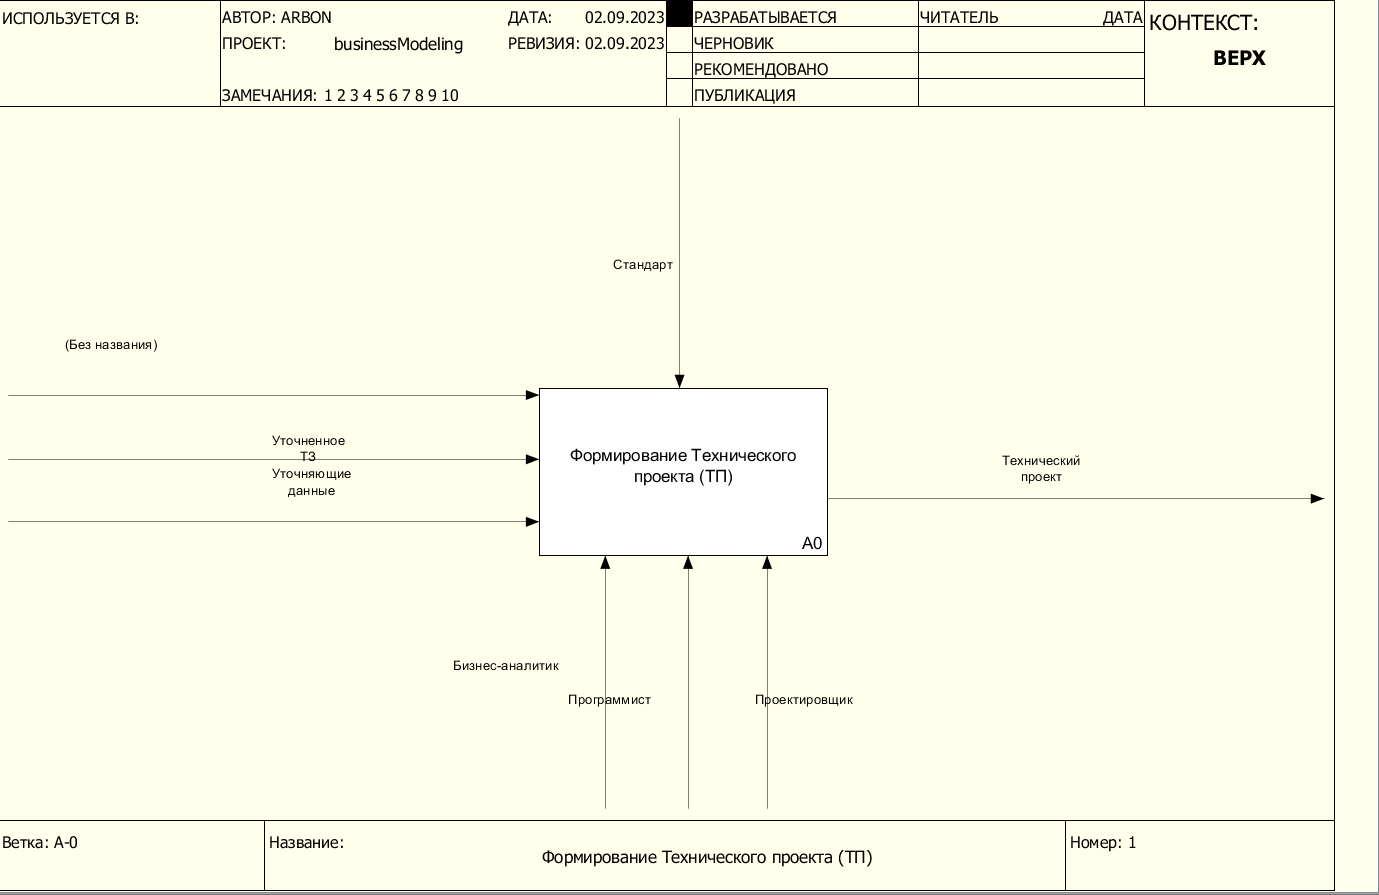 ИСПОЛЬЗУЕТСЯ В:
АВТОР: ARBON
ДАТА: 02.09.2023
ПРОЕКТ: businessModeling
РЕВИЗИЯ: 02.09.2023
ЗАМЕЧАНИЯ: 1 2 3 4 5 6 7 8 9 10
РАЗРАБАТЫВАЕТСЯ
ЧЕРНОВИК
РЕКОМЕНДОВАНО
ПУБЛИКАЦИЯ
ЧИТАТЕЛЬ
ДАТА
КОНТЕКСТ:
ВЕРХ
Стандарт
(Без названия)
Уточненное
ТЗ
Уточняющие
данные
Формирование Технического
проекта (ТП)
A0
Технический
проект
Бизнес-аналитик
Программист
Проектировщик
Ветка: A-0
Название:
Формирование Технического проекта (ТП)
Номер: 1